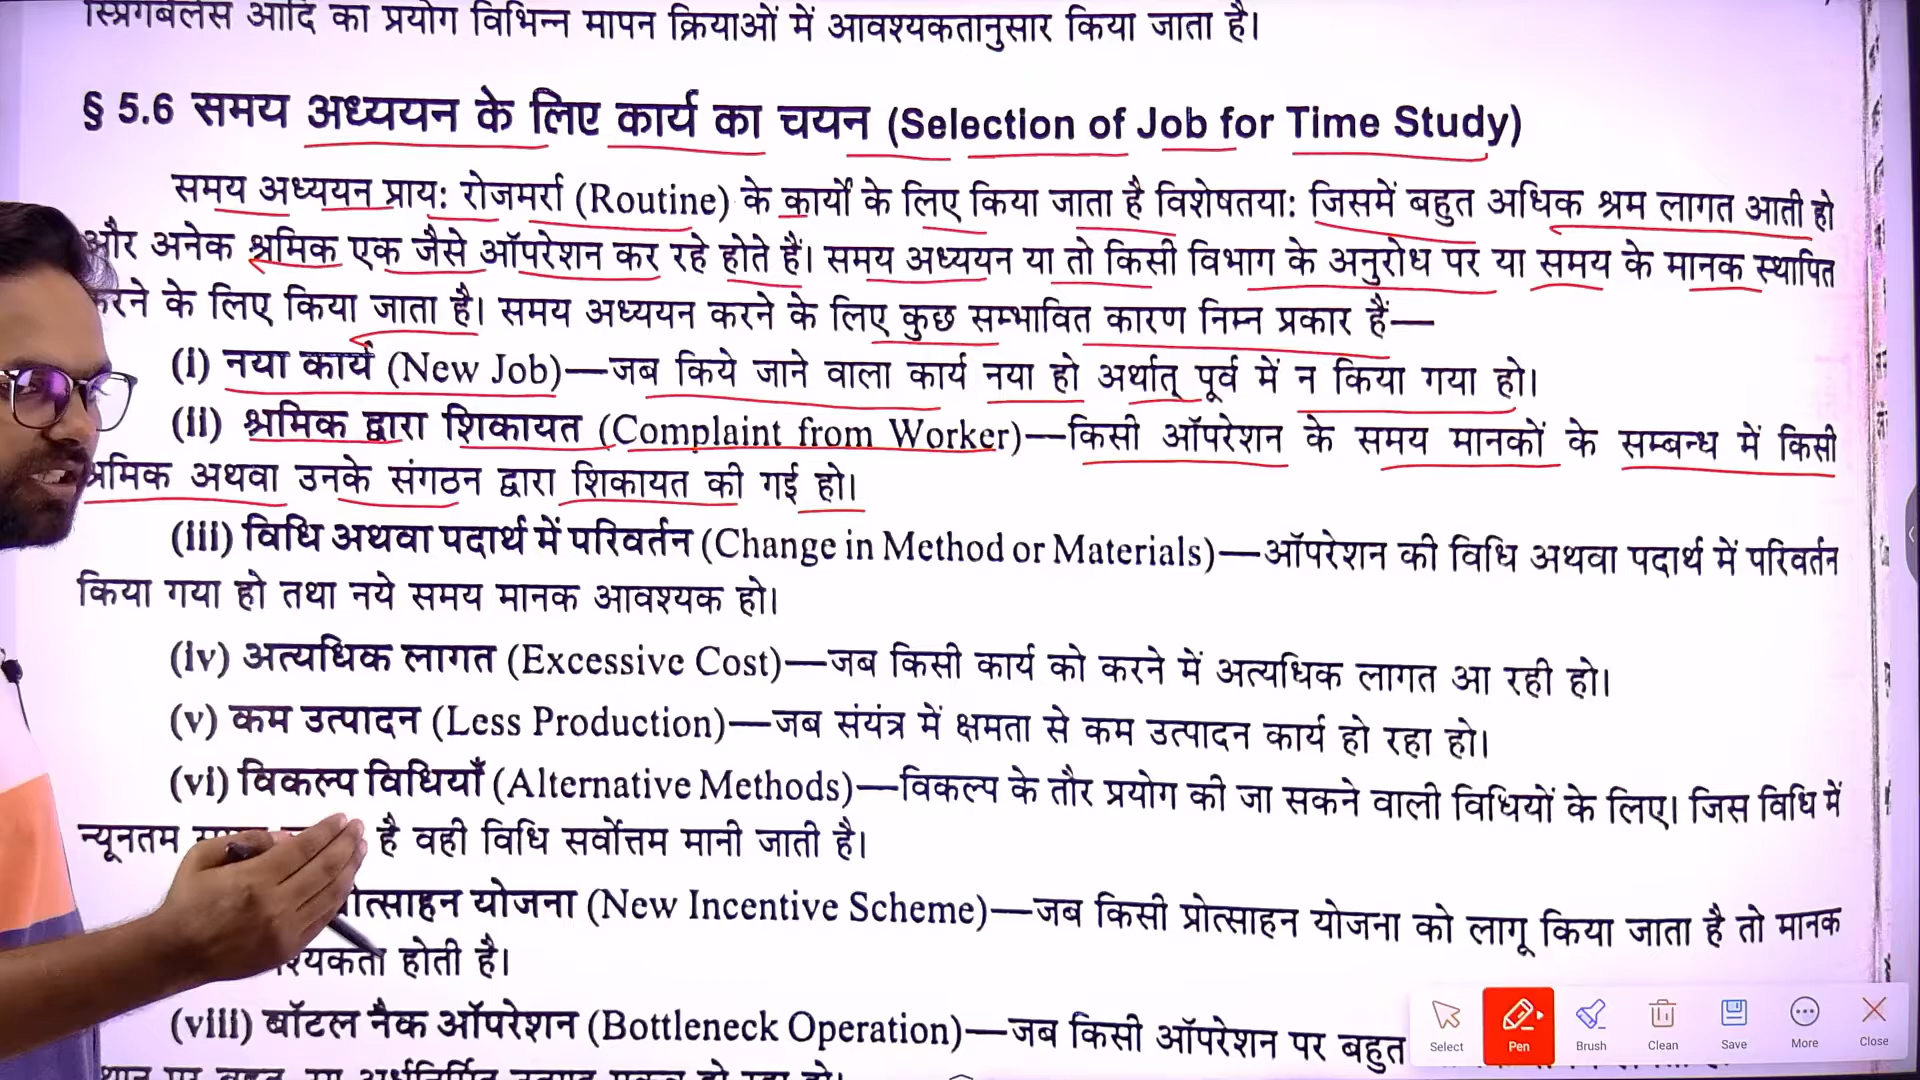 स्प्रिंगबैलेंस आदि का प्रयोग विभिन्न मापन क्रियाओं में आवश्यकतानुसार किया जाता है।
§ 5.6 समय अध्ययन के लिए कार्य का चयन (Selection of Job for Time Study)
समय अध्ययन प्राय: रोजमर्रा (Routine) के कार्यों के लिए किया जाता है विशेषतया: जिसमें बहुत अधिक श्रम लागत आती हो
और अनेक श्रमिक एक जैसे ऑपरेशन कर रहे होते हैं। समय अध्ययन या तो किसी विभाग के अनुरोध पर या समय के मानक स्थापित
करने के लिए किया जाता है। समय अध्ययन करने के लिए कुछ सम्भावित कारण निम्न प्रकार हैं—
(i) नया कार्य (New Job)—जब किये जाने वाला कार्य नया हो अर्थात् पूर्व में न किया गया हो।
(ii) श्रमिक द्वारा शिकायत (Complaint from Worker)—किसी ऑपरेशन के समय मानकों के सम्बन्ध में किसी
श्रमिक अथवा उनके संगठन द्वारा शिकायत की गई हो।
(iii) विधि अथवा पदार्थ में परिवर्तन (Change in Method or Materials)—ऑपरेशन की विधि अथवा पदार्थ में परिवर्तन
किया गया हो तथा नये समय मानक आवश्यक हो।
(iv) अत्यधिक लागत (Excessive Cost)—जब किसी कार्य को करने में अत्यधिक लागत आ रही हो।
(v) कम उत्पादन (Less Production)—जब संयंत्र में क्षमता से कम उत्पादन कार्य हो रहा हो।
(vi) विकल्प विधियाँ (Alternative Methods)—विकल्प के तौर प्रयोग की जा सकने वाली विधियों के लिए। जिस विधि में
न्यूनतम है वही विधि सर्वोत्तम मानी जाती है।
प्रोत्साहन योजना (New Incentive Scheme)—जब किसी प्रोत्साहन योजना को लागू किया जाता है तो मानक
होती है।
(viii) बॉटल नैक ऑपरेशन (Bottleneck Operation)—जब किसी ऑपरेशन पर बहुत
Select Pen Brush Clean Save More Close